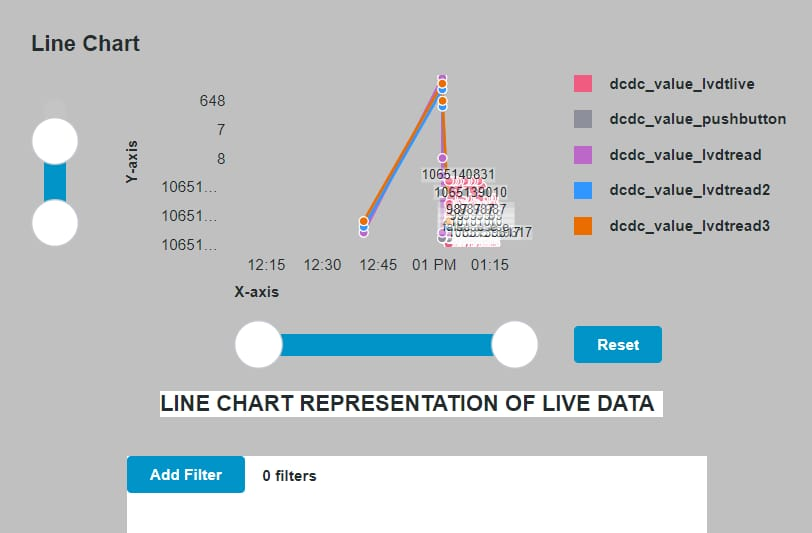 Line Chart
dcdc_value_lvdtlive
648
dcdc_value_pushbutton
7
dcdc_value_lvdtread
8
Y-axis
1065140831
10651...
dcdc_value_lvdtread2
1065139010
10651...
dcdc_value_lvdtread3
10651...
12:15 12:30 12:45 01 PM 01:15
X-axis
Reset
LINE CHART REPRESENTATION OF LIVE DATA
Add Filter 0 filters